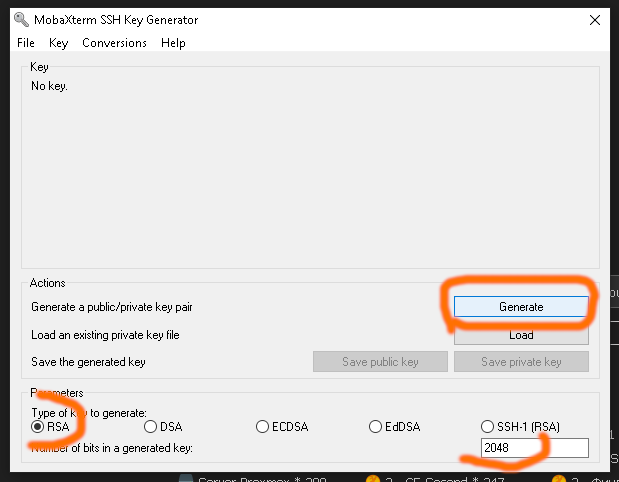 MobaXterm SSH Key Generator
File Key Conversions Help
Key
No key.
Actions
Generate a public/private key pair
Generate
Load an existing private key file
Load
Save the generated key
Save public key
Save private key
Parameters
Type of key to generate:
RSA
DSA
ECDSA
EdDSA
SSH-1 (RSA)
Number of bits in a generated key:
2048